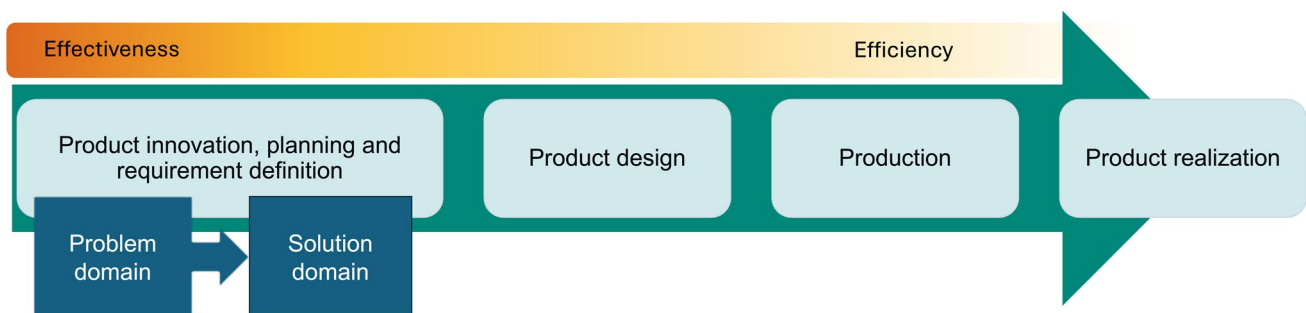 Effectiveness
Efficiency
Product innovation, planning and
requirement definition
Product design
Production
Product realization
Problem
domain
Solution
domain